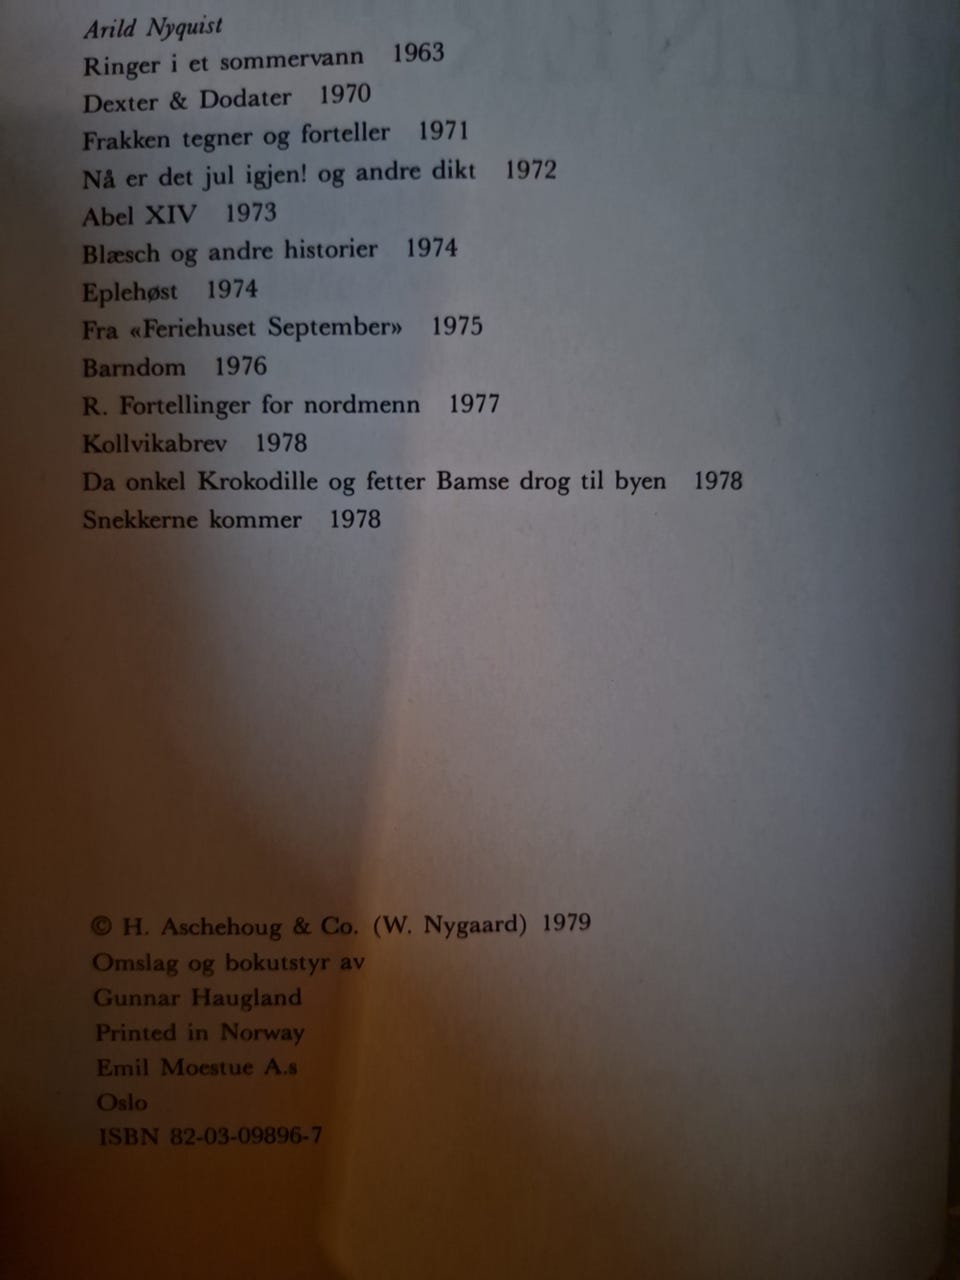 Arild Nyquist
Ringer i et sommervann 1963
Dexter & Dodater 1970
Frakken tegner og forteller 1971
Nå er det jul igjen! og andre dikt 1972
Abel XIV 1973
Blæsch og andre historier 1974
Eplehøst 1974
Fra «Feriehuset September» 1975
Barndom 1976
R. Fortellinger for nordmenn 1977
Kollvikabrev 1978
Da onkel Krokodille og fetter Bamse drog til byen 1978
Snekkerne kommer 1978
© H. Aschehoug & Co. (W. Nygaard) 1979
Omslag og bokutstyr av
Gunnar Haugland
Printed in Norway
Emil Moestue A.s
Oslo
ISBN 82-03-09896-7